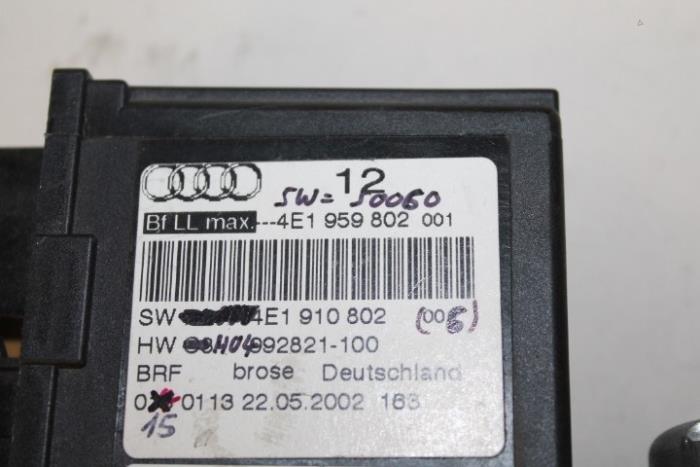 12
SW= 50060
Bf LL max.---4E1 959 802 001
SW 4E1 910 802 (006)
HW H04 992821-100
BRF brose Deutschland
0 0113 22.05.2002 163
15